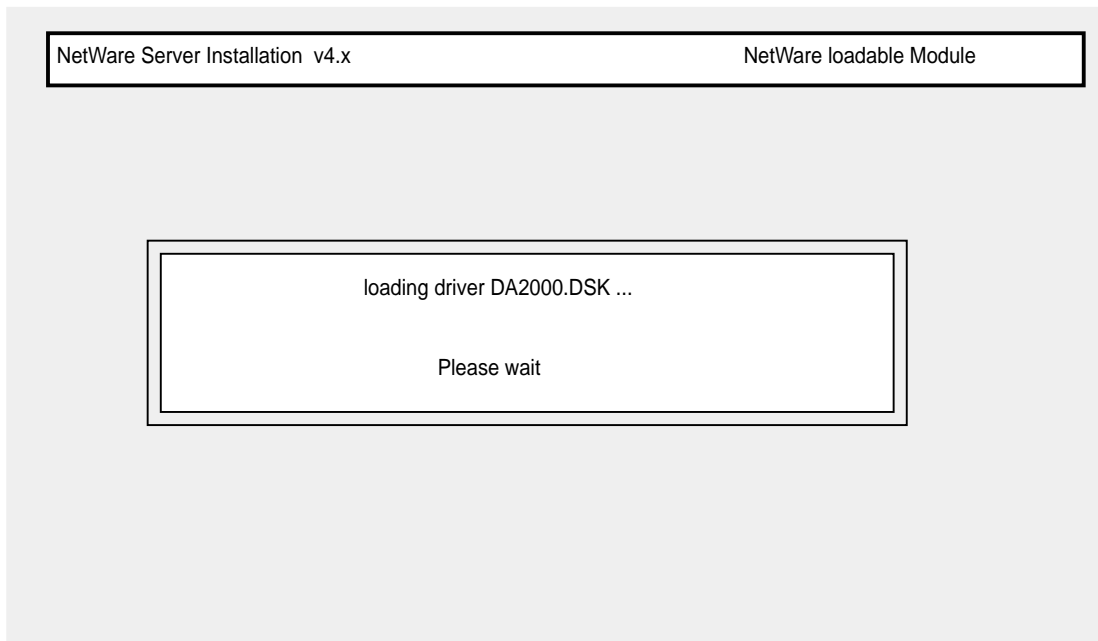 NetWare Server Installation  v4.x NetWare loadable Module
loading driver DA2000.DSK ...
Please wait